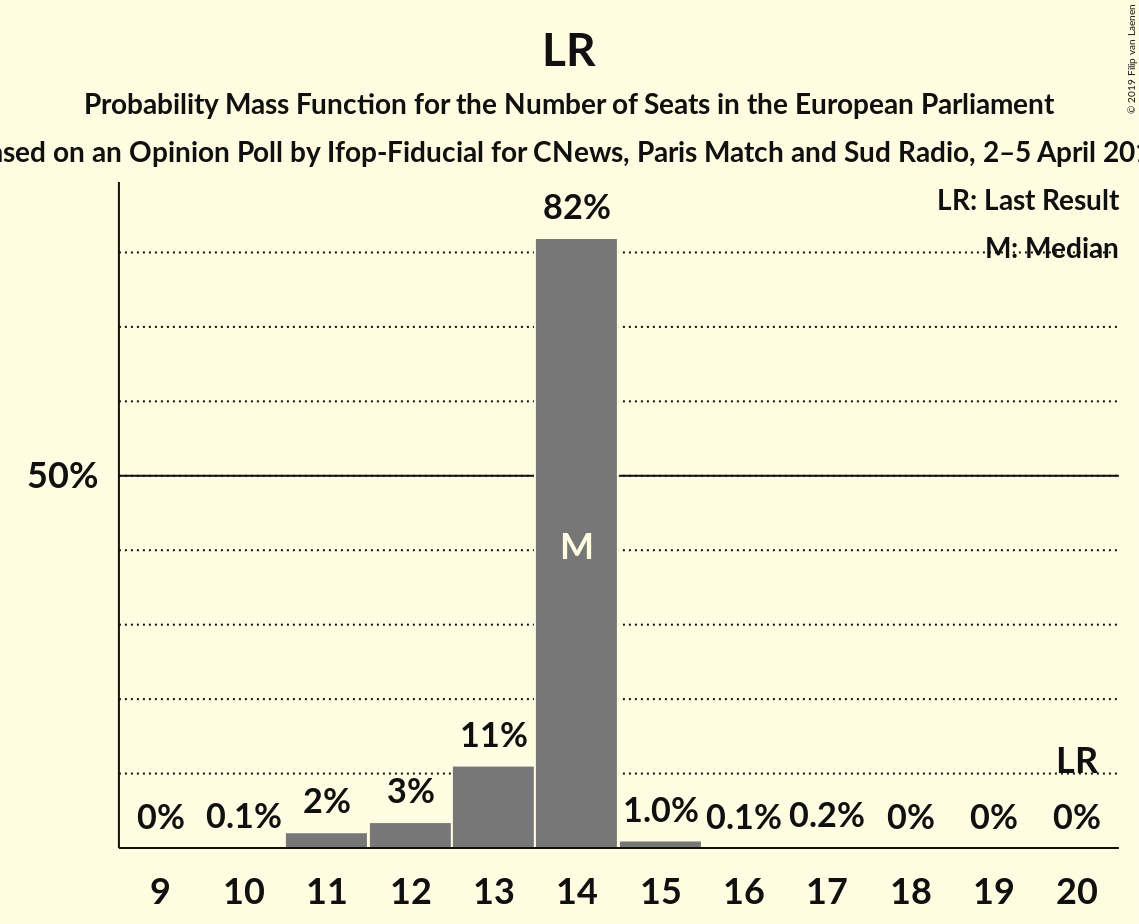 LR
Probability Mass Function for the Number of Seats in the European Parliament
on an Opinion Poll by Ifop-Fiducial for CNews, Paris Match and Sud Radio, 2–5 April
© 2019 Filip van Laenen
LR: Last Result
M: Median
82%
50%
M
11%
LR
0% 0.1% 2% 3% 1.0% 0.1% 0.2% 0% 0% 0%
9 10 11 12 13 14 15 16 17 18 19 20